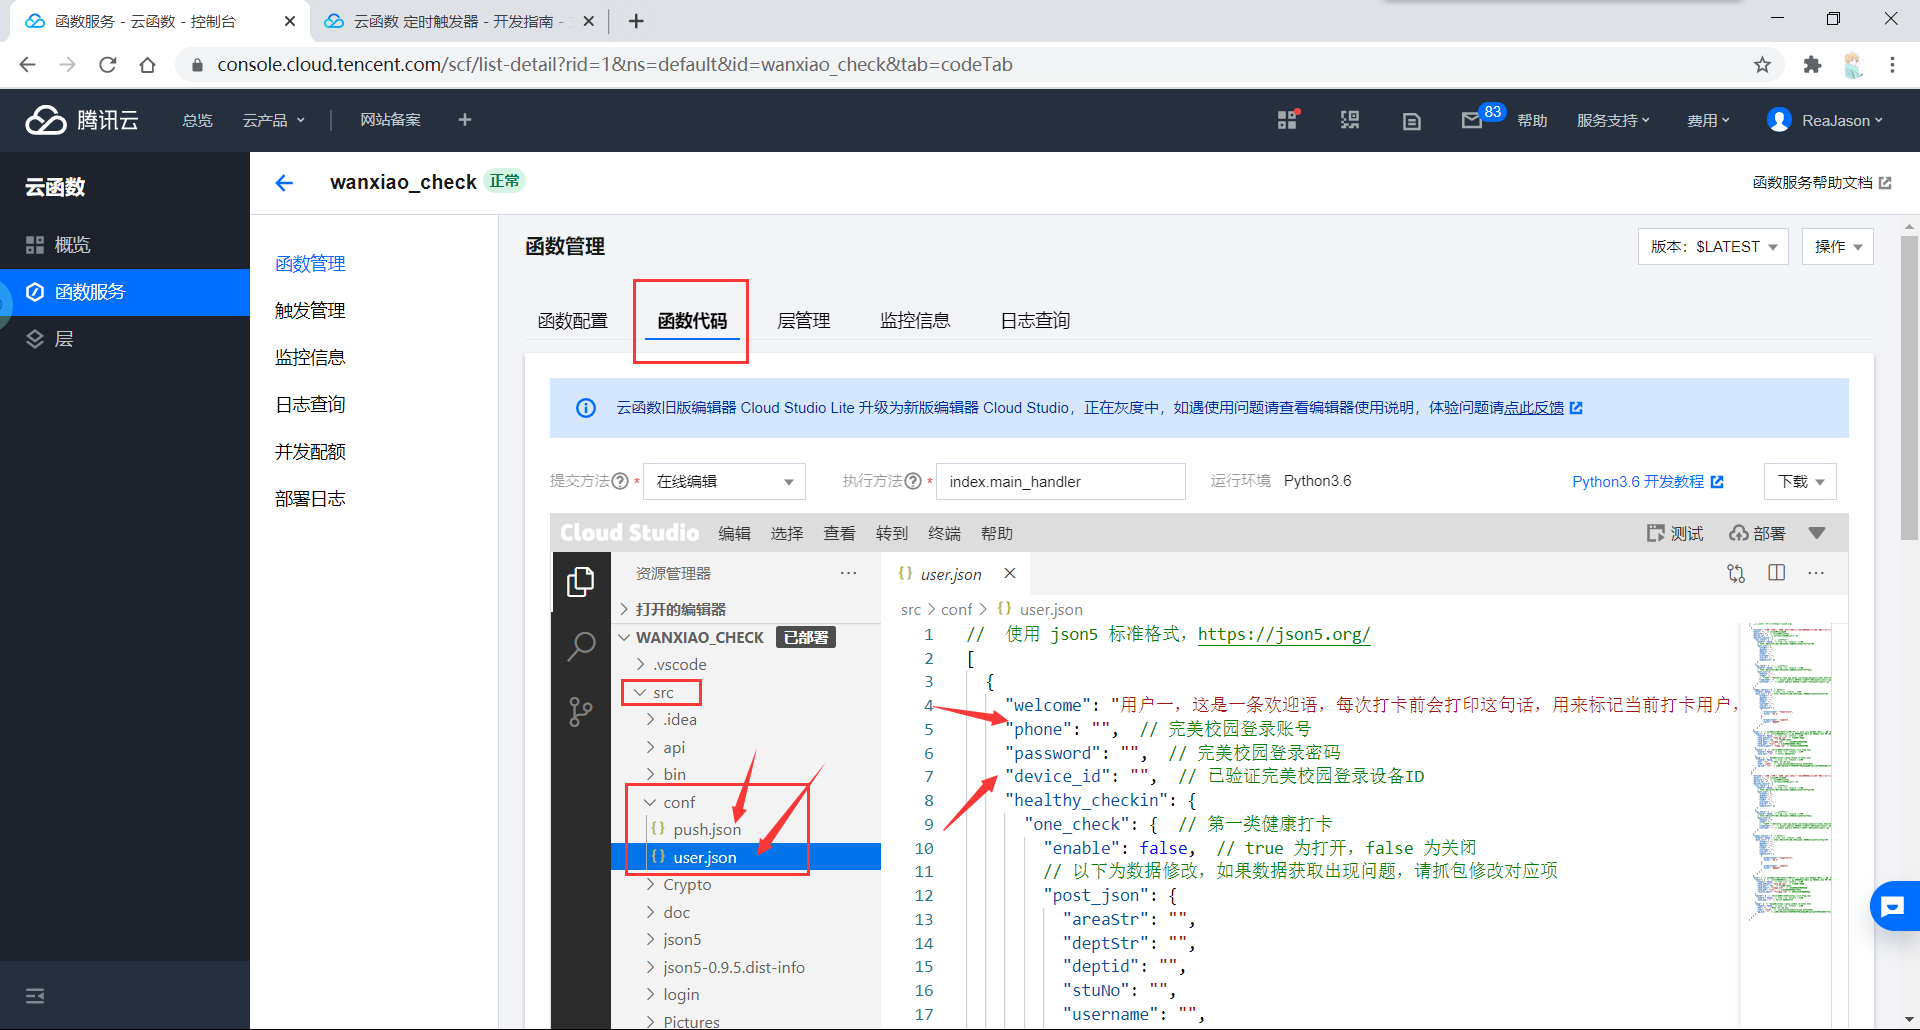 函数服务 - 云函数 - 控制台
云函数 定时触发器 - 开发指南 -
console.cloud.tencent.com/scf/list-detail?rid=1&ns=default&id=wanxiao_check&tab=codeTab
腾讯云 总览 云产品 网站备案 83 帮助 服务支持 费用 ReaJason
云函数
概览
函数服务
层
wanxiao_check 正常
函数服务帮助文档
函数管理
触发管理
监控信息
日志查询
并发配额
部署日志
函数管理
版本：$LATEST 操作
函数配置 函数代码 层管理 监控信息 日志查询
云函数旧版编辑器 Cloud Studio Lite 升级为新版编辑器 Cloud Studio，正在灰度中，如遇使用问题请查看编辑器使用说明，体验问题请点此反馈
提交方法 * 在线编辑 执行方法 * index.main_handler 运行环境 Python3.6 Python3.6 开发教程 下载
Cloud Studio 编辑 选择 查看 转到 终端 帮助 测试 部署
资源管理器 ···
打开的编辑器
WANXIAO_CHECK 已部署
.vscode
src
.idea
api
bin
conf
{} push.json
{} user.json
Crypto
doc
json5
json5-0.9.5.dist-info
login
Pictures
{} user.json
src > conf > {} user.json
1 // 使用 json5 标准格式，https://json5.org/
2 [
3 {
4 "welcome": "用户一，这是一条欢迎语，每次打卡前会打印这句话，用来标记当前打卡用户，
5 "phone": "", // 完美校园登录账号
6 "password": "", // 完美校园登录密码
7 "device_id": "", // 已验证完美校园登录设备ID
8 "healthy_checkin": {
9 "one_check": { // 第一类健康打卡
10 "enable": false, // true 为打开，false 为关闭
11 // 以下为数据修改，如果数据获取出现问题，请抓包修改对应项
12 "post_json": {
13 "areaStr": "",
14 "deptStr": "",
15 "deptid": "",
16 "stuNo": "",
17 "username": "",